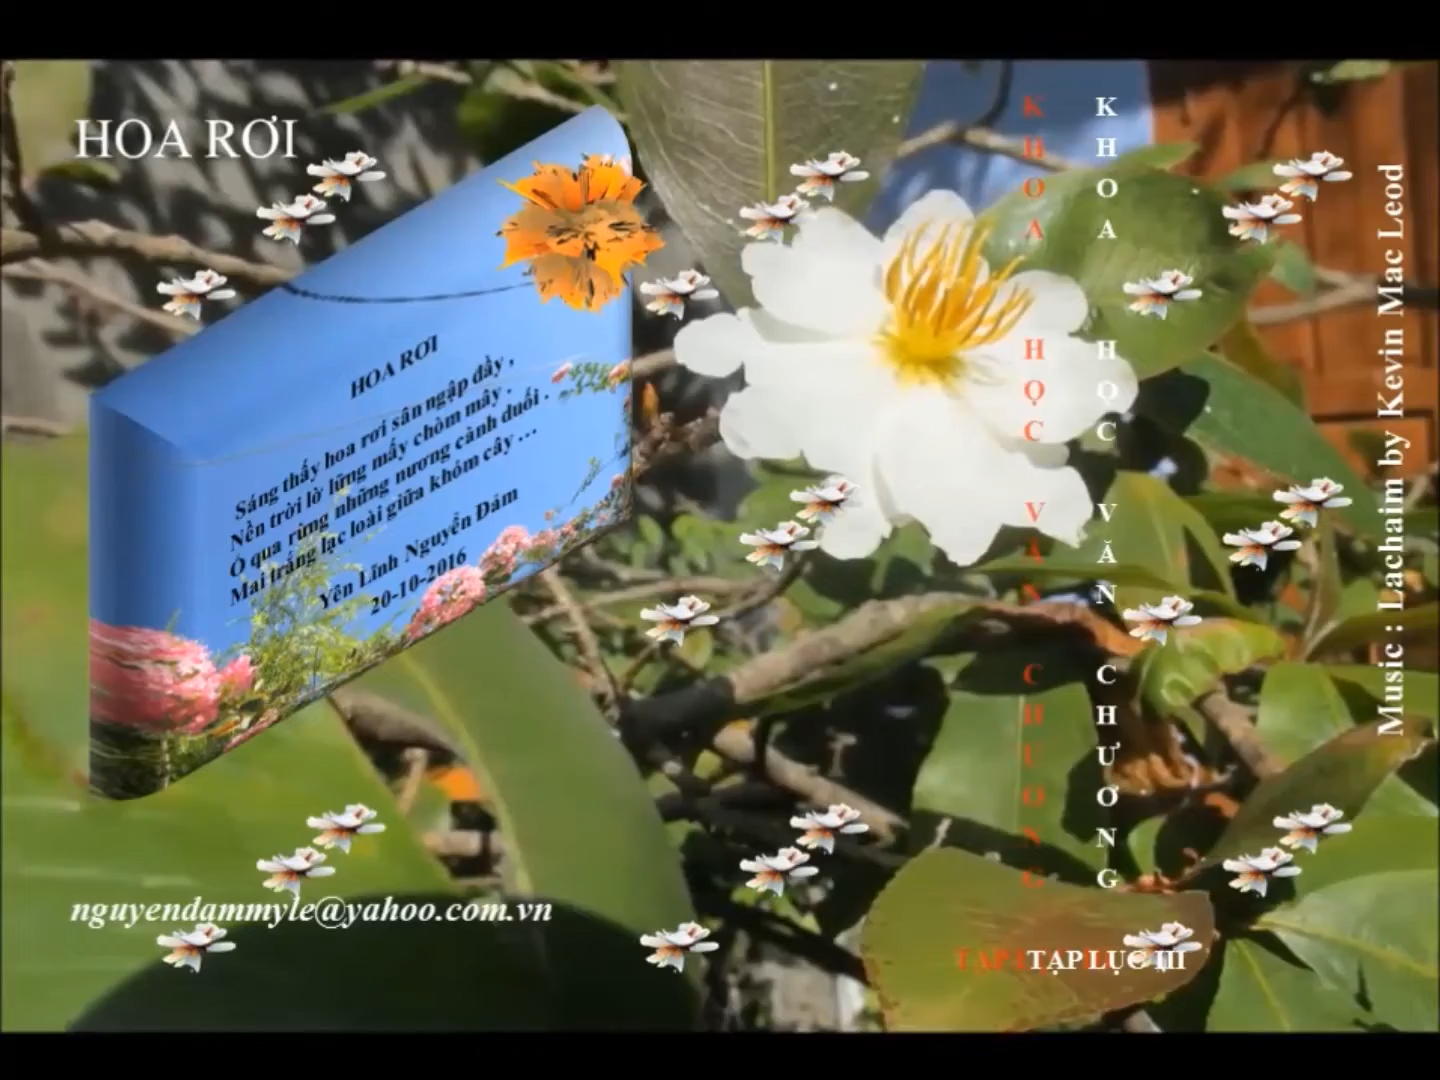 HOA RƠI
HOA RƠI
Sáng thấy hoa rơi sân ngập đầy ,
Nền trời lờ lững mấy chòm mây .
Ô qua rừng những nương cành duối .
Mai trắng lạc loài giữa khóm cây ...
Yên Lĩnh Nguyễn Đám
20-10-2016
nguyendammyle@yahoo.com.vn
KHOA HỌC VĂN CHƯƠNG
KHOA HỌC VĂN CHƯƠNG
TẠP LỤC III
Music : Lachaim by Kevin Mac Leod